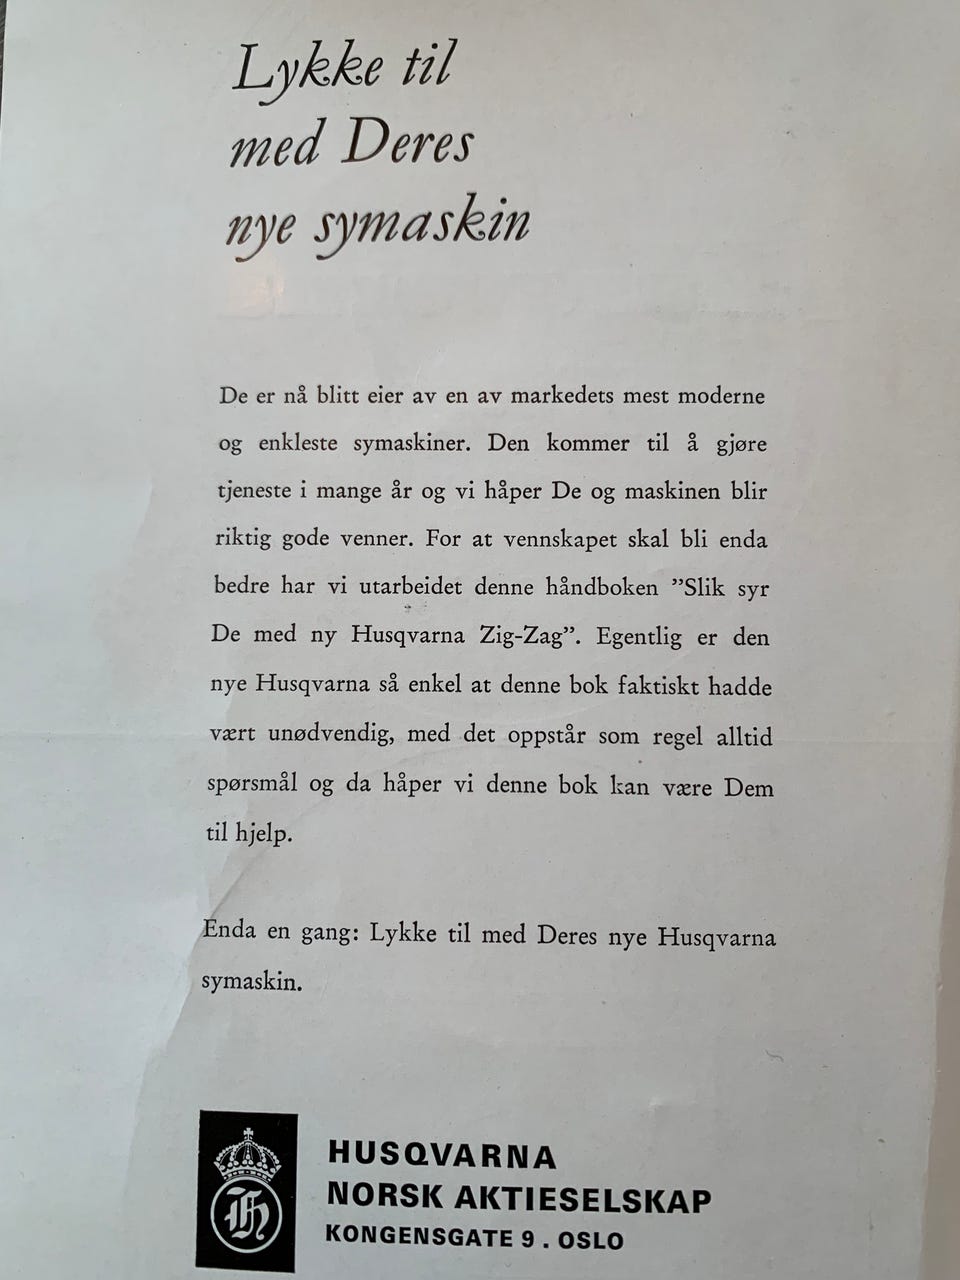 Lykke til
med Deres
nye symaskin
De er nå blitt eier av en av markedets mest moderne
og enkleste symaskiner. Den kommer til å gjøre
tjeneste i mange år og vi håper De og maskinen blir
riktig gode venner. For at vennskapet skal bli enda
bedre har vi utarbeidet denne håndboken ”Slik syr
De med ny Husqvarna Zig-Zag”. Egentlig er den
nye Husqvarna så enkel at denne bok faktiskt hadde
vært unødvendig, med det oppstår som regel alltid
spørsmål og da håper vi denne bok kan være Dem
til hjelp.
Enda en gang: Lykke til med Deres nye Husqvarna
symaskin.
H
HUSQVARNA
NORSK AKTIESELSKAP
KONGENSGATE 9 . OSLO